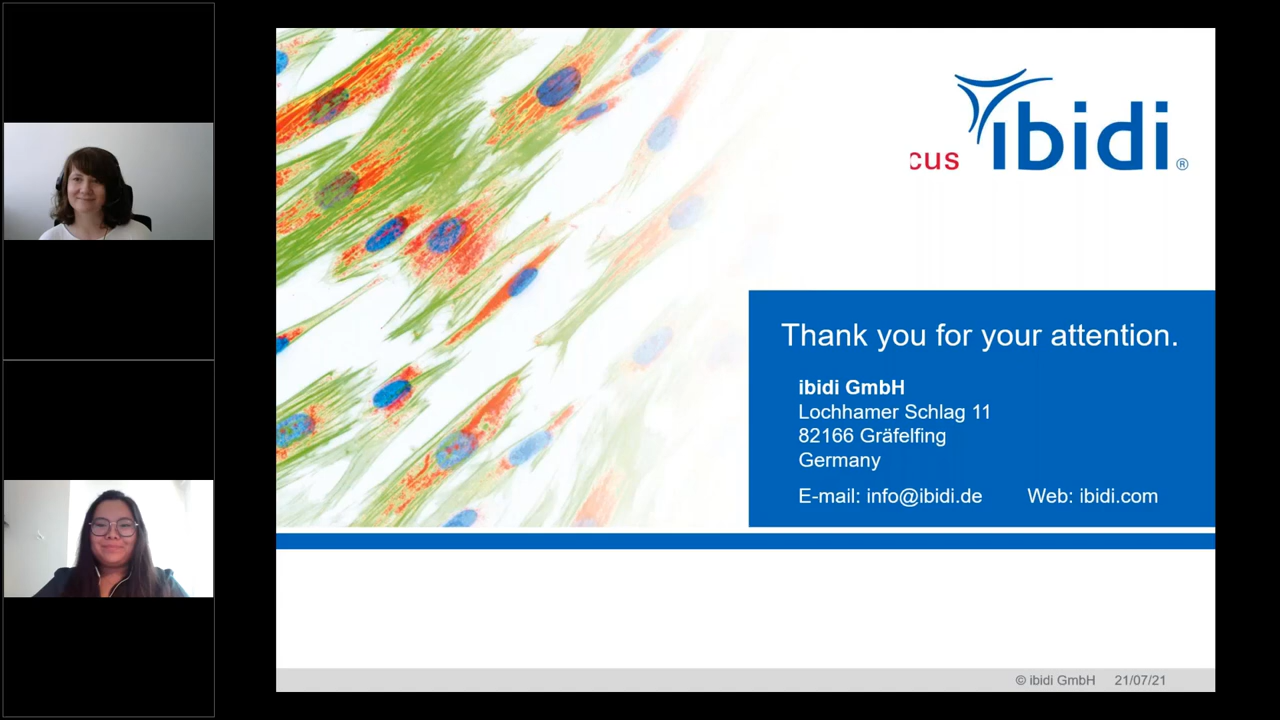 cus
ibidi®
Thank you for your attention.
ibidi GmbH
Lochhamer Schlag 11
82166 Gräfelfing
Germany
E-mail: info@ibidi.de Web: ibidi.com
© ibidi GmbH 21/07/21